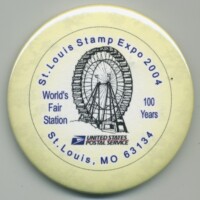 St. Louis Stamp Expo 2004
World's
Fair
Station
100
Years
UNITED STATES
POSTAL SERVICE
St. Louis, MO 63134